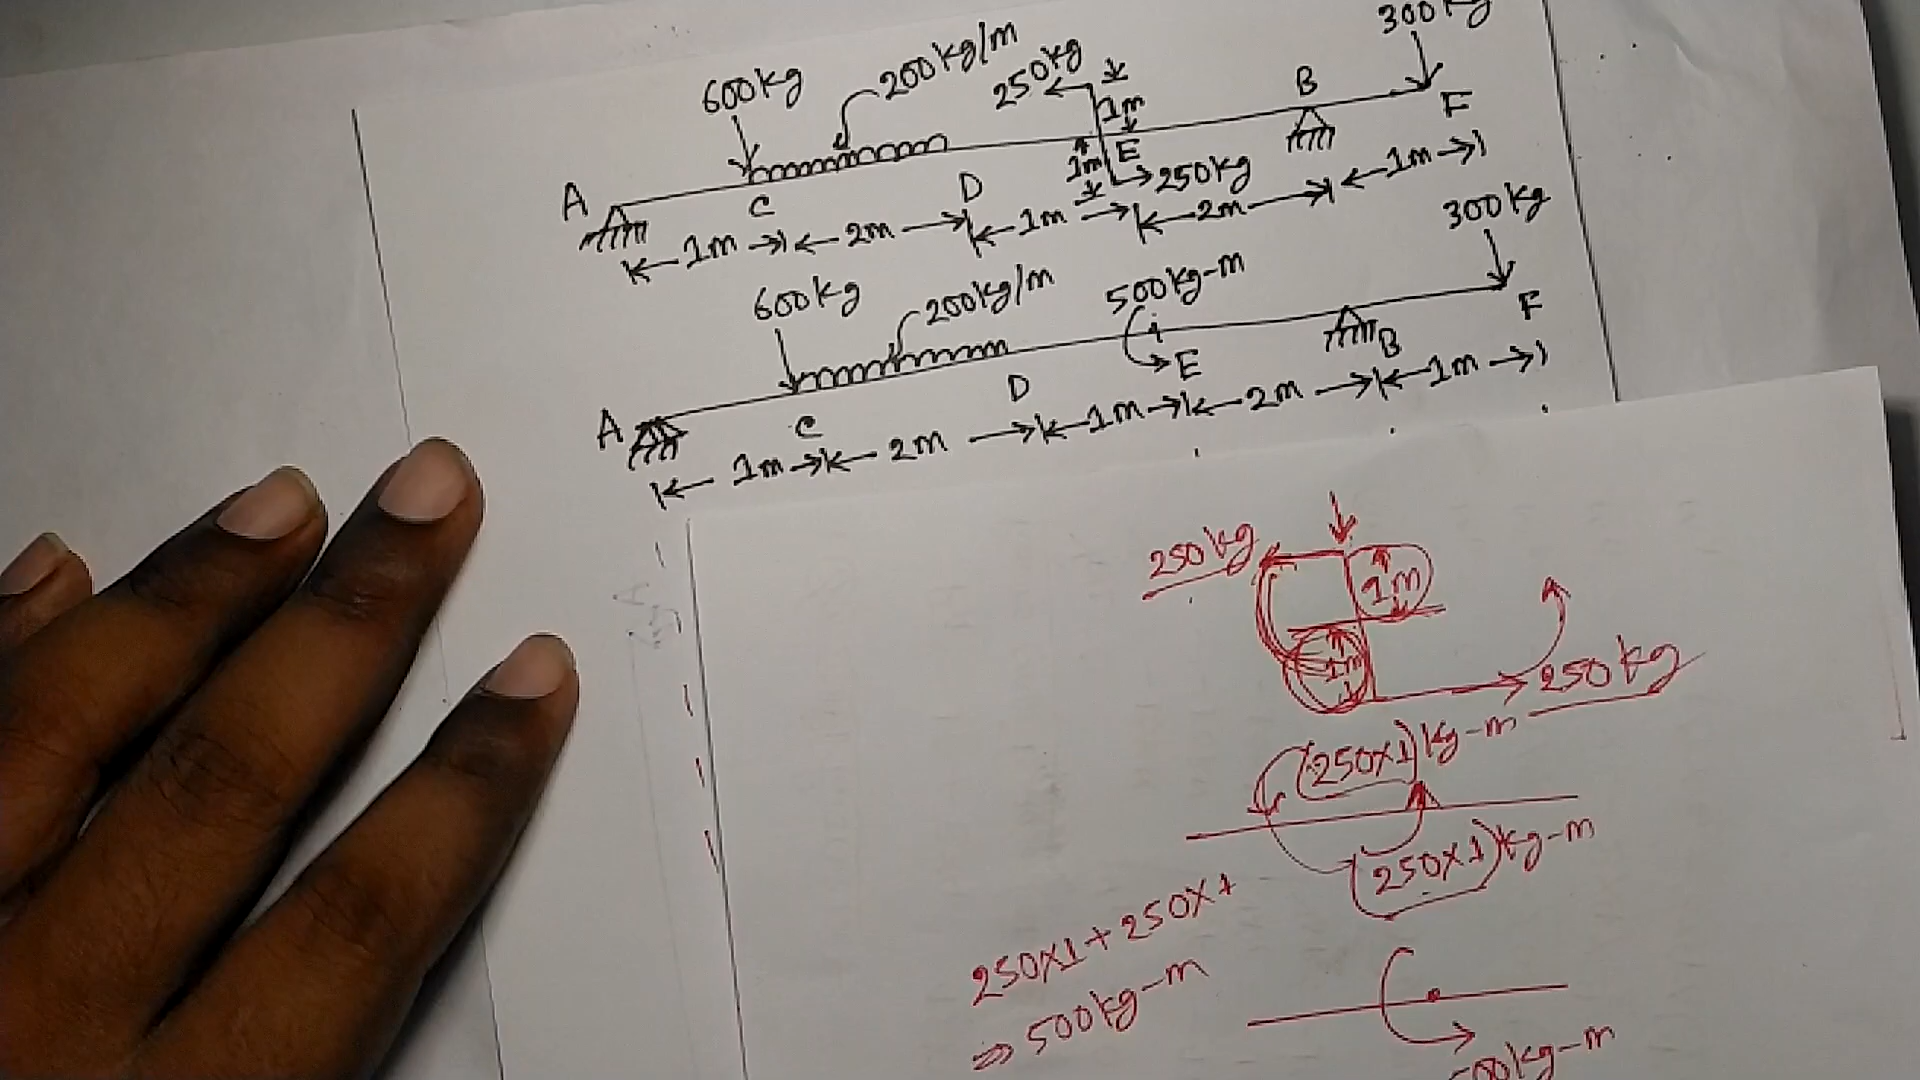 300kg
600kg 200kg/m 250kg B
1m F
A C D 1m E 250kg
1m 2m 1m 2m 1m
300kg
600kg 200kg/m 500kg-m
A C D E B F
1m 2m 1m 2m 1m
250kg 1m
1m 250kg
(250X1)kg-m
(250X1)kg-m
250X1+250X1
⇒ 500kg-m
500kg-m